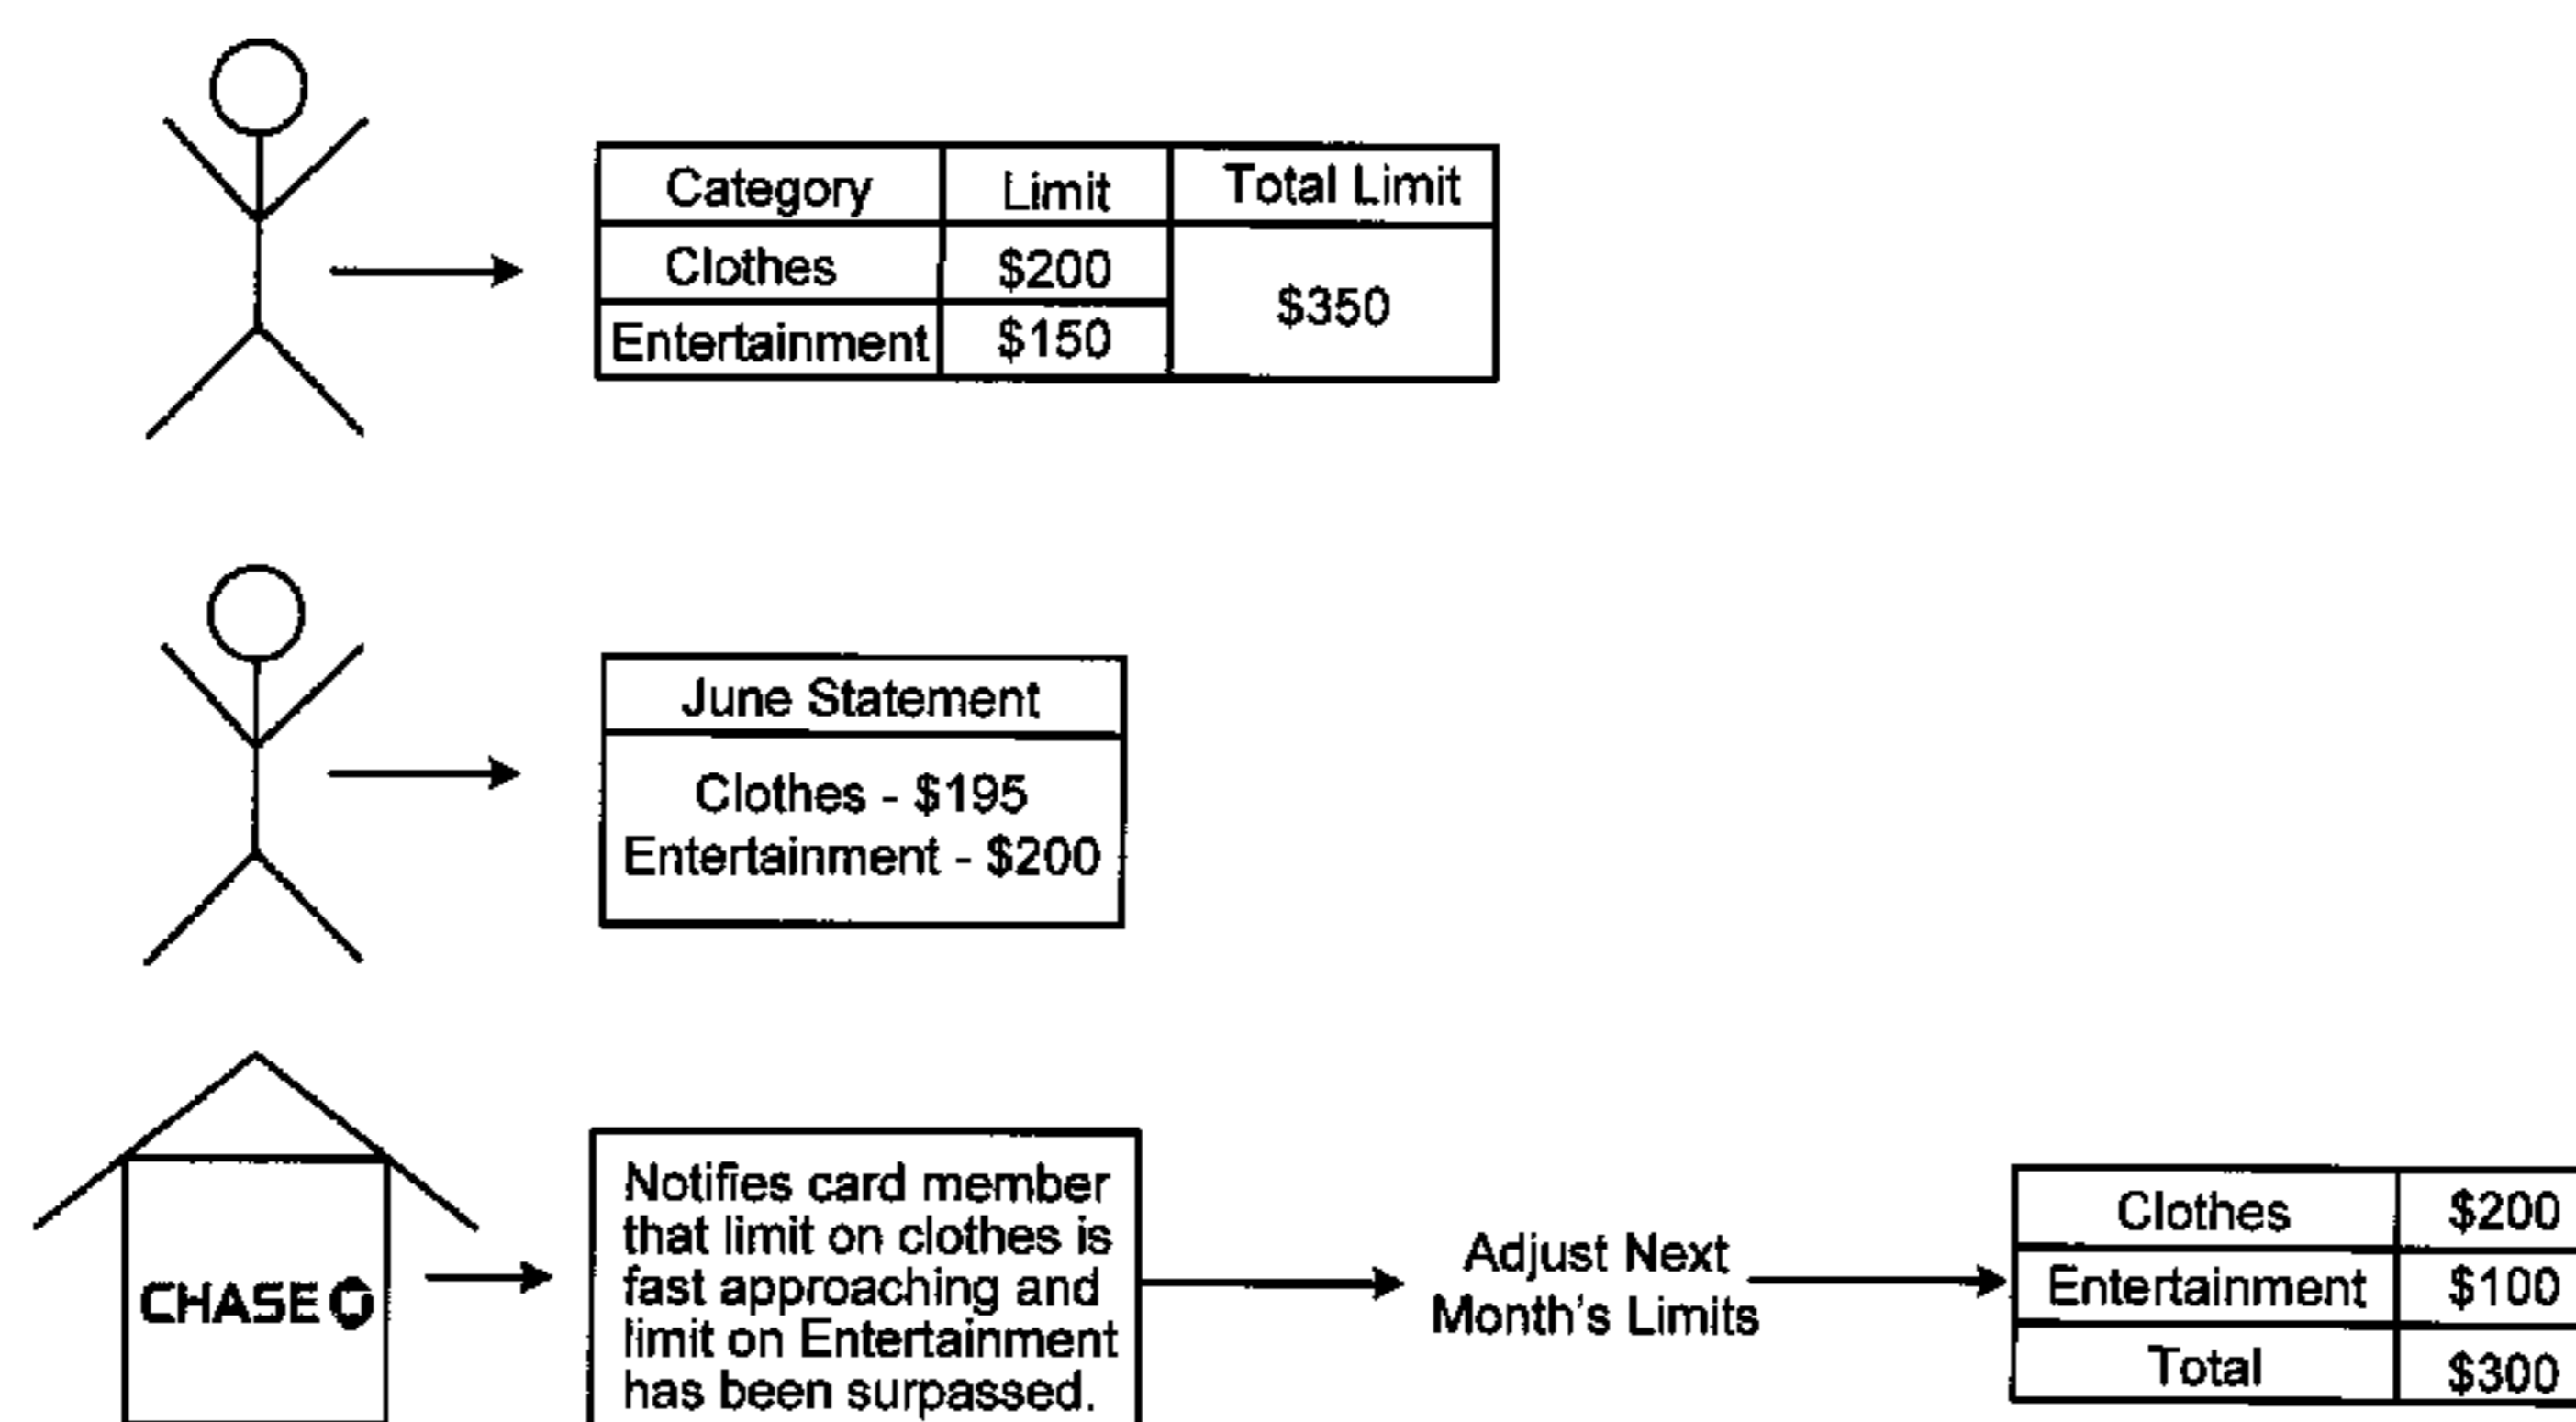 Category Limit Total Limit
Clothes $200
$350
Entertainment $150
June Statement
Clothes - $195
Entertainment - $200
CHASE
Notifies card member
that limit on clothes is
fast approaching and
limit on Entertainment
has been surpassed.
Adjust Next
Month's Limits
Clothes $200
Entertainment $100
Total $300